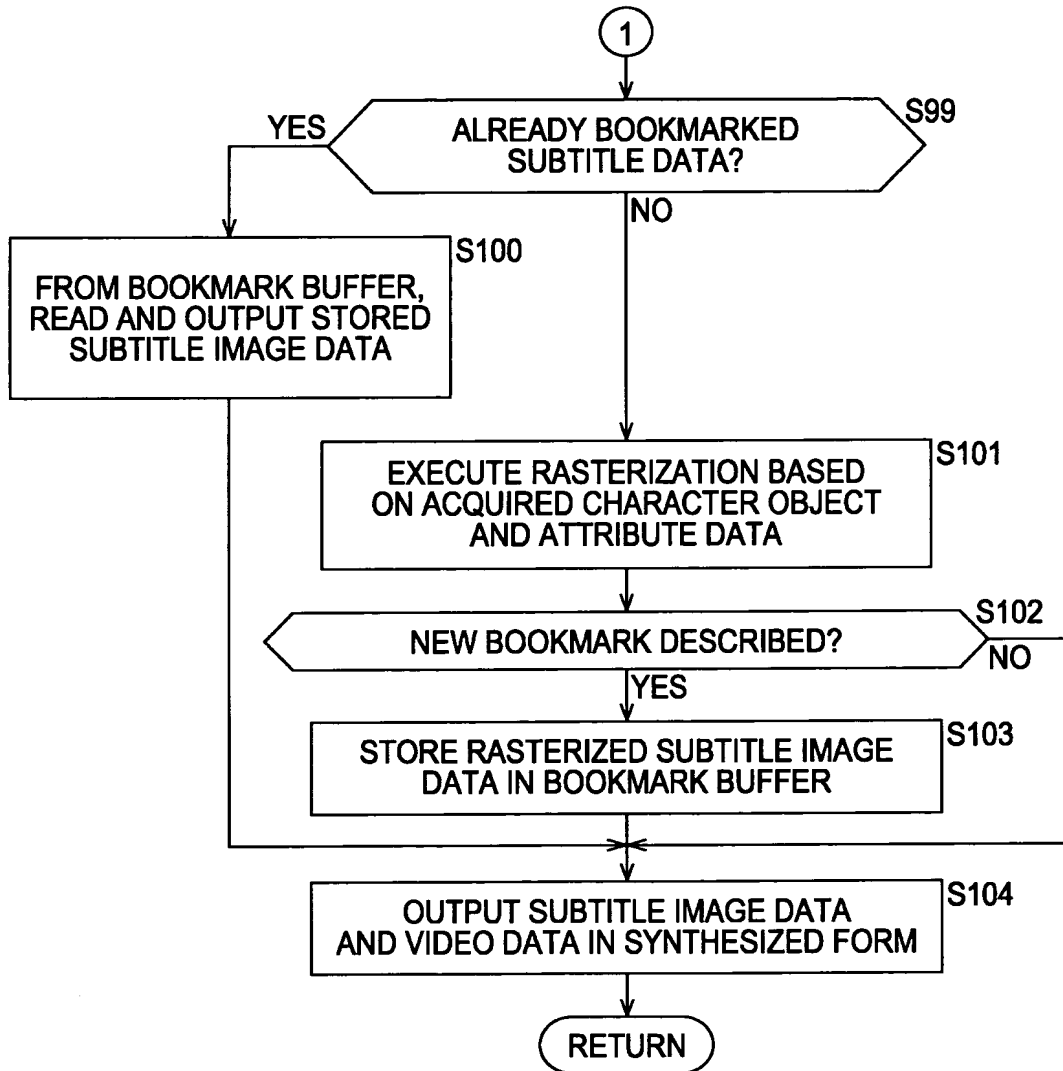 1
ALREADY BOOKMARKED
SUBTITLE DATA?
S99
YES
NO
FROM BOOKMARK BUFFER,
READ AND OUTPUT STORED
SUBTITLE IMAGE DATA
S100
EXECUTE RASTERIZATION BASED
ON ACQUIRED CHARACTER OBJECT
AND ATTRIBUTE DATA
S101
NEW BOOKMARK DESCRIBED?
S102
NO
YES
STORE RASTERIZED SUBTITLE IMAGE
DATA IN BOOKMARK BUFFER
S103
OUTPUT SUBTITLE IMAGE DATA
AND VIDEO DATA IN SYNTHESIZED FORM
S104
RETURN